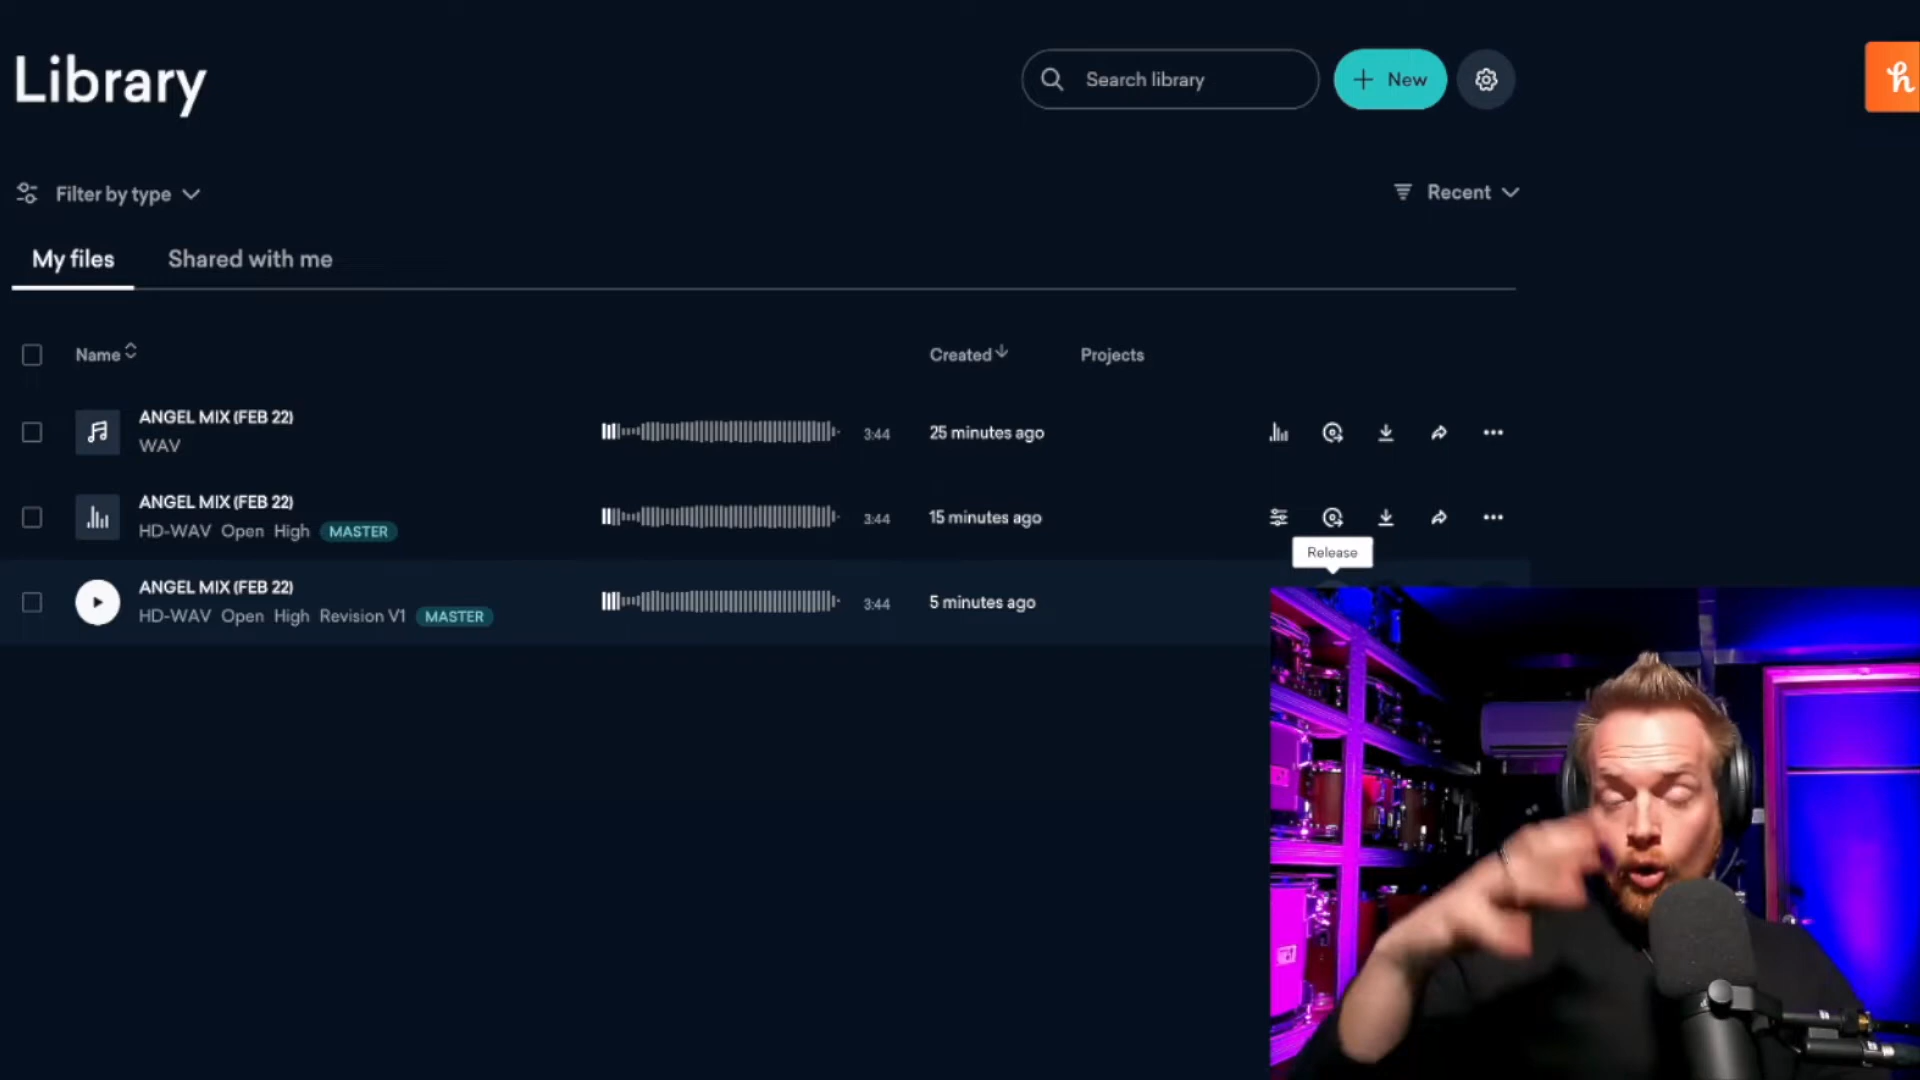 Library
Search library
New
h
Filter by type
Recent
My files
Shared with me
Name
Created
Projects
ANGEL MIX (FEB 22)
WAV
3:44
25 minutes ago
ANGEL MIX (FEB 22)
HD-WAV Open High MASTER
3:44
15 minutes ago
Release
ANGEL MIX (FEB 22)
HD-WAV Open High Revision V1 MASTER
3:44
5 minutes ago